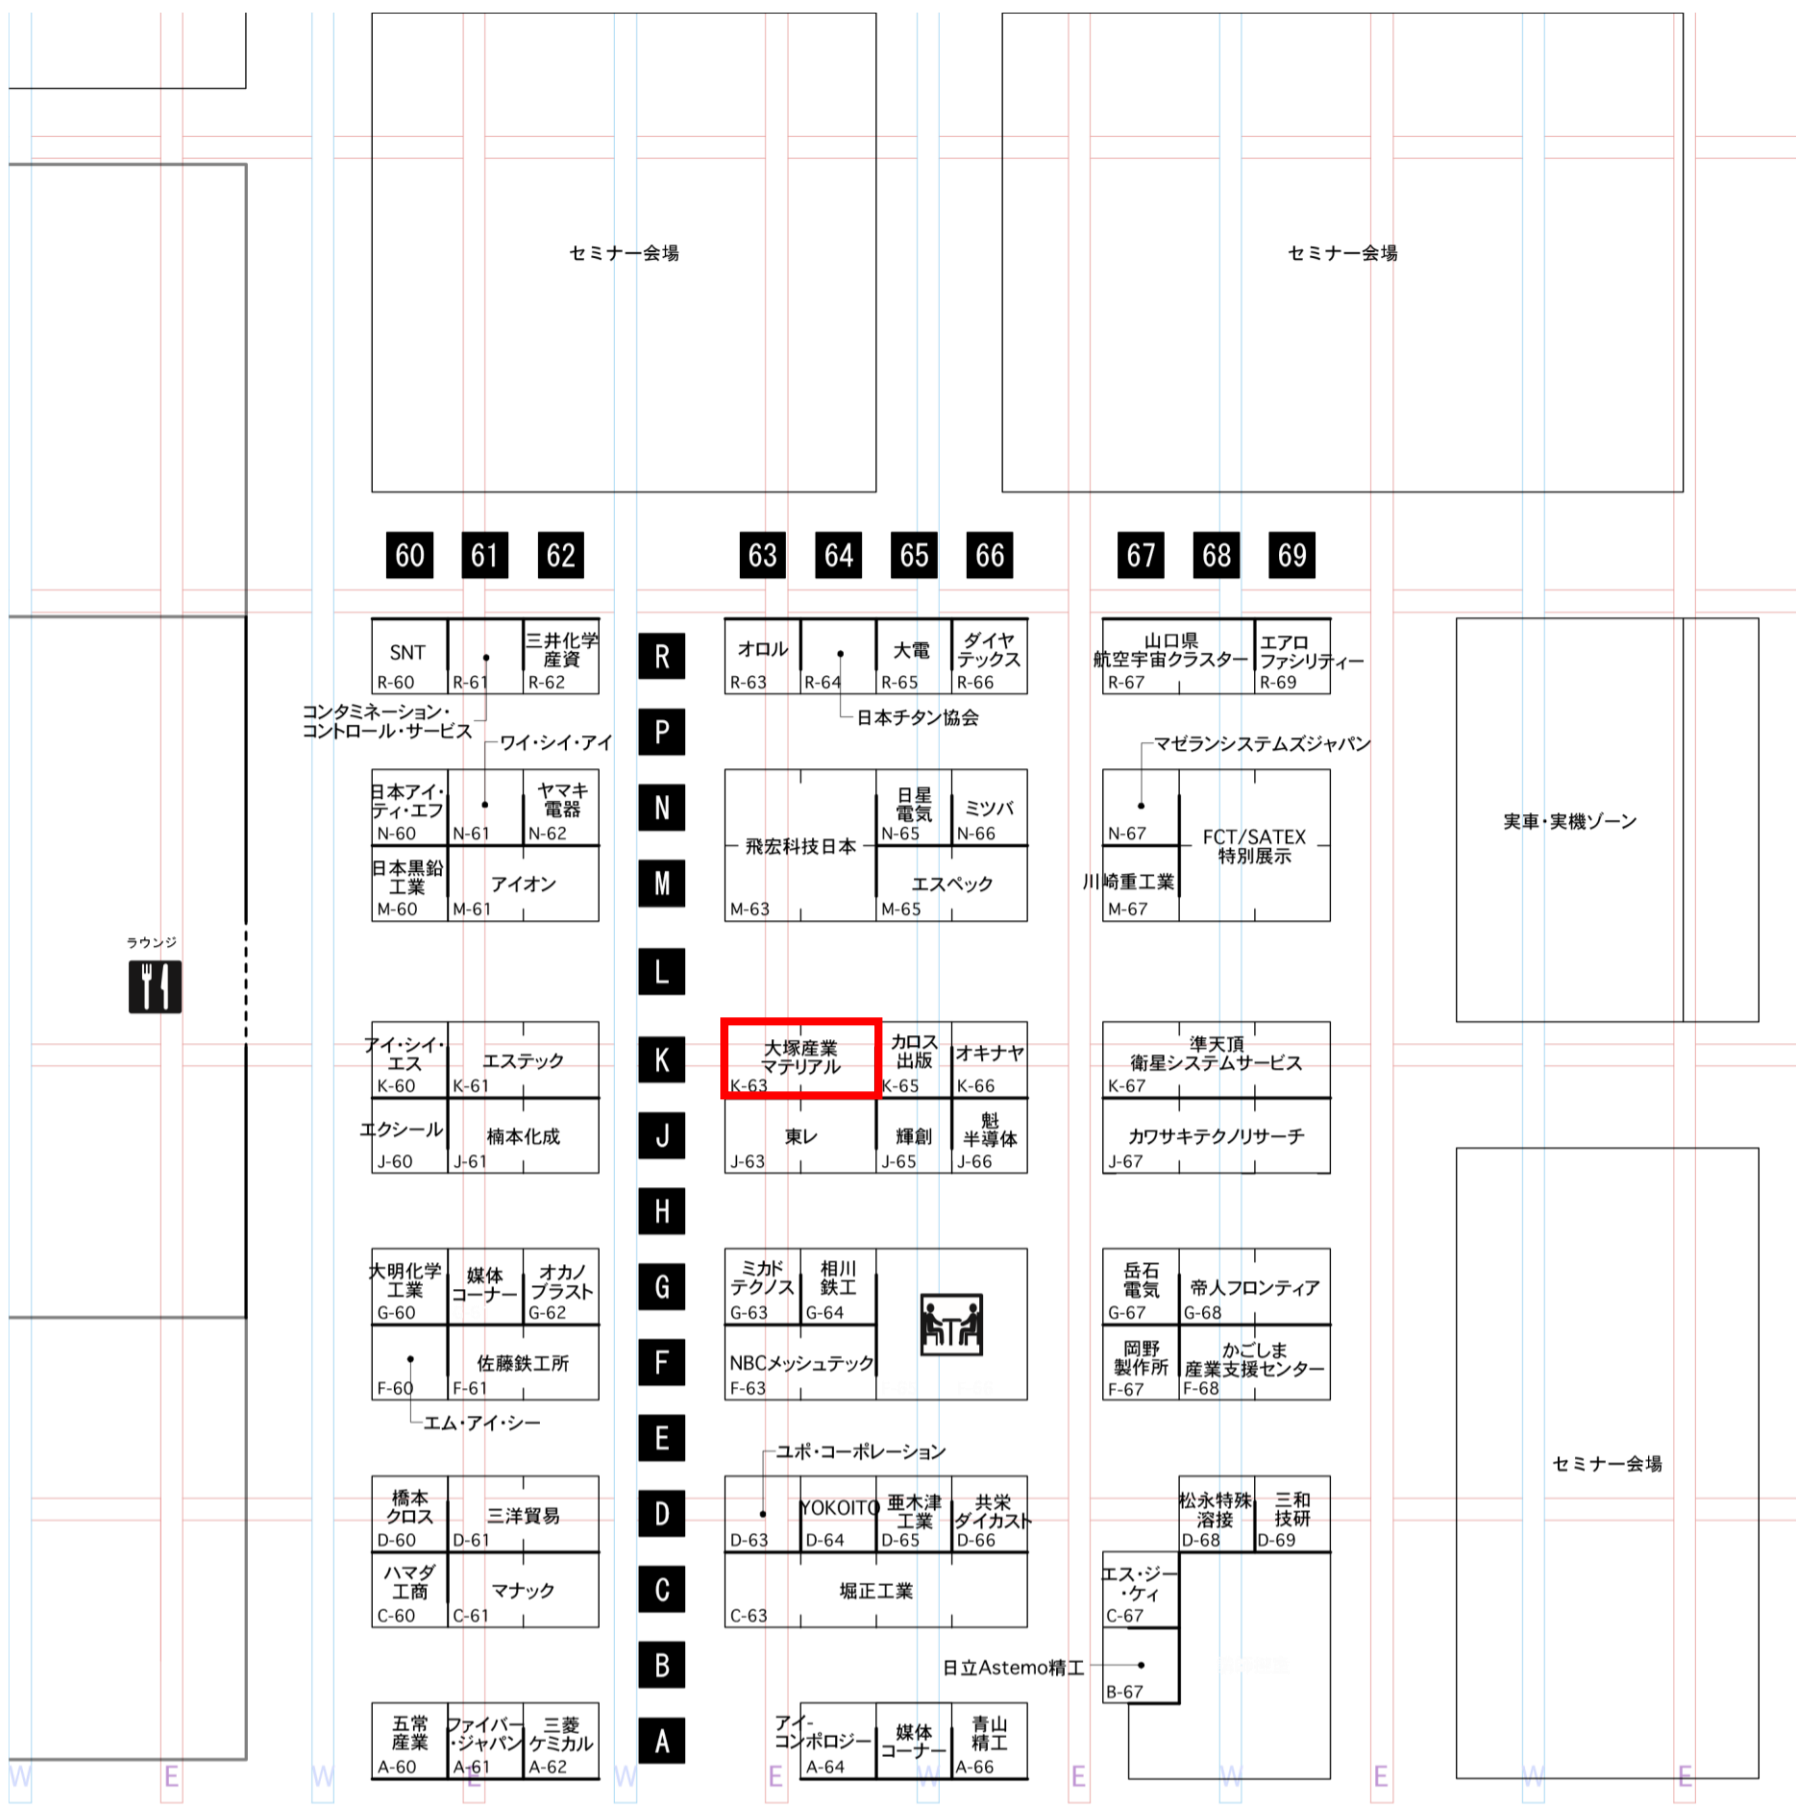 セミナー会場
セミナー会場
60
61
62
63
64
65
66
67
68
69
SNT
R-60
R-61
三井化学
産資
R-62
R
オロル
R-63
R-64
大電
R-65
ダイヤ
テックス
R-66
山口県
航空宇宙クラスター
R-67
エアロ
ファシリティー
R-69
コンタミネーション・
コントロール・サービス
ワイ・シイ・アイ
P
日本チタン協会
マゼランシステムズジャパン
日本アイ・
ティ・エフ
N-60
N-61
ヤマキ
電器
N-62
N
飛宏科技日本
日星
電気
N-65
ミツバ
N-66
N-67
FCT/SATEX
特別展示
実車・実機ゾーン
日本黒鉛
工業
M-60
アイオン
M-61
M
M-63
エスペック
M-65
川崎重工業
M-67
ラウンジ
L
アイ・シイ・
エス
K-60
エステック
K-61
K
大塚産業
マテリアル
K-63
カロス
出版
K-65
オキナヤ
K-66
準天頂
衛星システムサービス
K-67
エクシール
J-60
楠本化成
J-61
J
東レ
J-63
輝創
J-65
魁
半導体
J-66
カワサキテクノリサーチ
J-67
H
大明化学
工業
G-60
媒体
コーナー
オカノ
ブラスト
G-62
G
ミカド
テクノス
G-63
相川
鉄工
G-64
岳石
電気
G-67
帝人フロンティア
G-68
F-60
佐藤鉄工所
F-61
F
NBCメッシュテック
F-63
岡野
製作所
F-67
かごしま
産業支援センター
F-68
エム・アイ・シー
E
ユポ・コーポレーション
セミナー会場
橋本
クロス
D-60
三洋貿易
D-61
D
D-63
YOKOITO
D-64
亜木津
工業
D-65
共栄
ダイカスト
D-66
松永特殊
溶接
D-68
三和
技研
D-69
ハマダ
工商
C-60
マナック
C-61
C
堀正工業
C-63
エス・ジー
・ケィ
C-67
B
日立Astemo精工
B-67
五常
産業
A-60
ファイバー
・ジャパン
A-61
三菱
ケミカル
A-62
A
アイ-
コンポロジー
A-64
媒体
コーナー
青山
精工
A-66
W
E
W
E
W
E
W
E
W
E
W
E